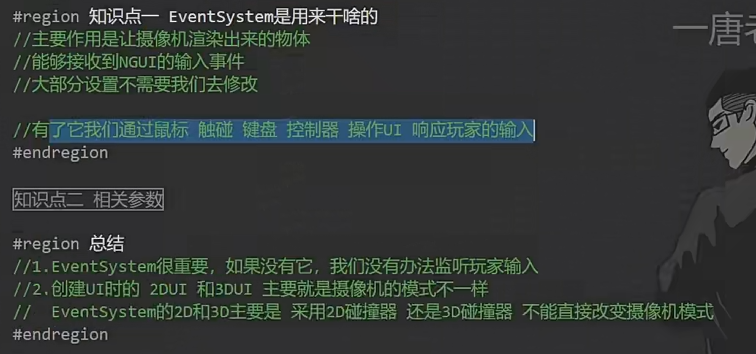 #region 知识点一 EventSystem是用来干啥的
//主要作用是让摄像机渲染出来的物体
//能够接收到NGUI的输入事件
//大部分设置不需要我们去修改
//有了它我们通过鼠标 触碰 键盘 控制器 操作UI 响应玩家的输入
#endregion
知识点二 相关参数
#region 总结
//1.EventSystem很重要，如果没有它，我们没有办法监听玩家输入
//2.创建UI时的 2DUI 和3DUI 主要就是摄像机的模式不一样
//  EventSystem的2D和3D主要是 采用2D碰撞器 还是3D碰撞器 不能直接改变摄像机模式
#endregion
一唐老